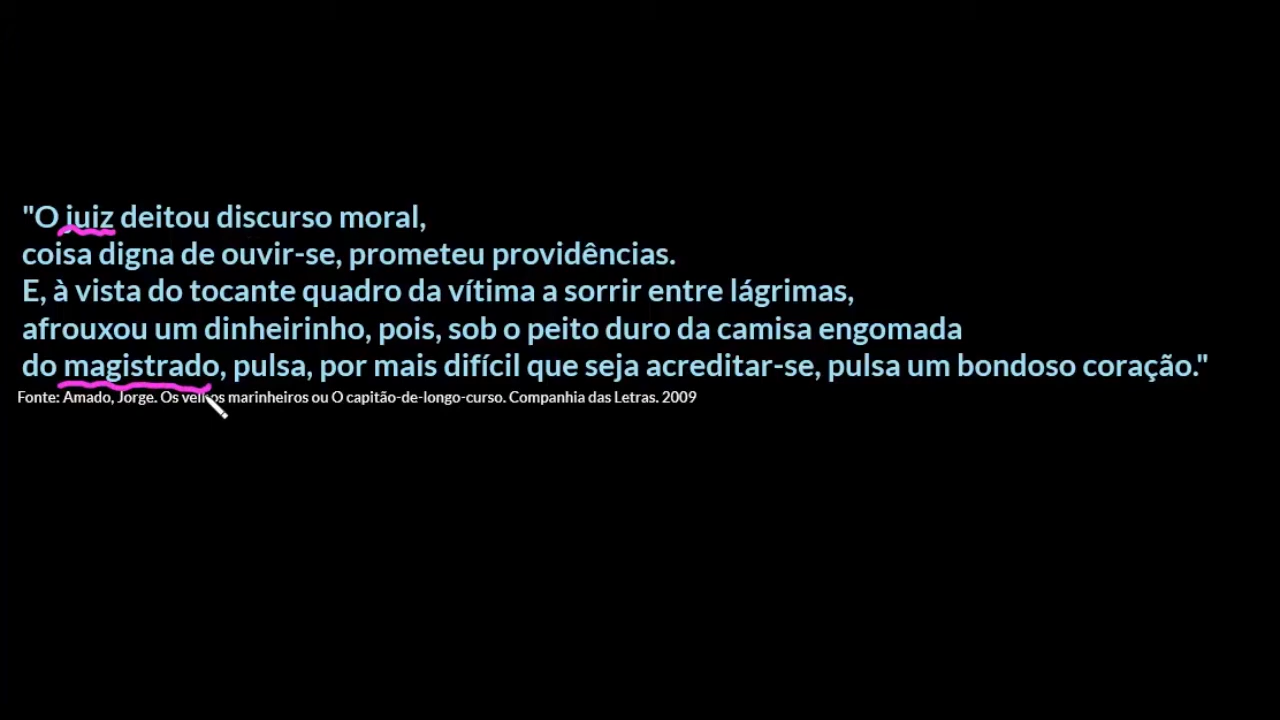 "O juiz deitou discurso moral,
coisa digna de ouvir-se, prometeu providências.
E, à vista do tocante quadro da vítima a sorrir entre lágrimas,
afrouxou um dinheirinho, pois, sob o peito duro da camisa engomada
do magistrado, pulsa, por mais difícil que seja acreditar-se, pulsa um bondoso coração."
Fonte: Amado, Jorge. Os velhos marinheiros ou O capitão-de-longo-curso. Companhia das Letras. 2009